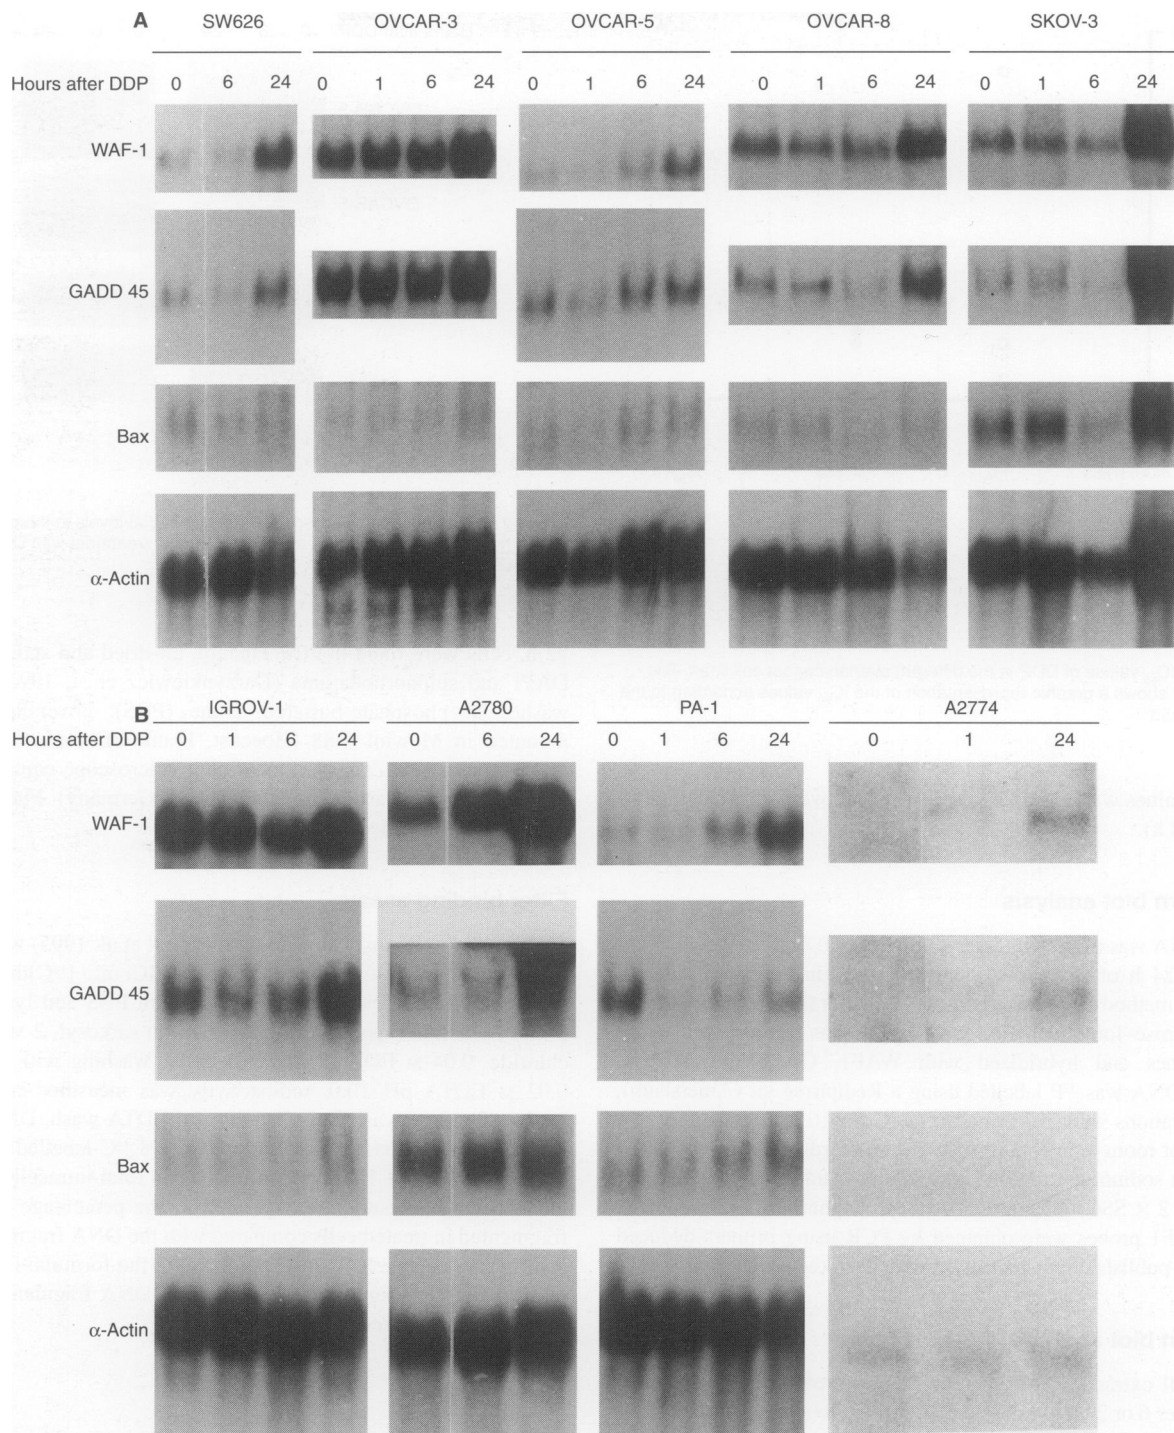 A SW626 OVCAR-3 OVCAR-5 OVCAR-8 SKOV-3
Hours after DDP 0 6 24 0 1 6 24 0 1 6 24 0 1 6 24 0 1 6 24
WAF-1
GADD 45
Bax
α-Actin
B IGROV-1 A2780 PA-1 A2774
Hours after DDP 0 1 6 24 0 6 24 0 1 6 24 0 1 24
WAF-1
GADD 45
Bax
α-Actin